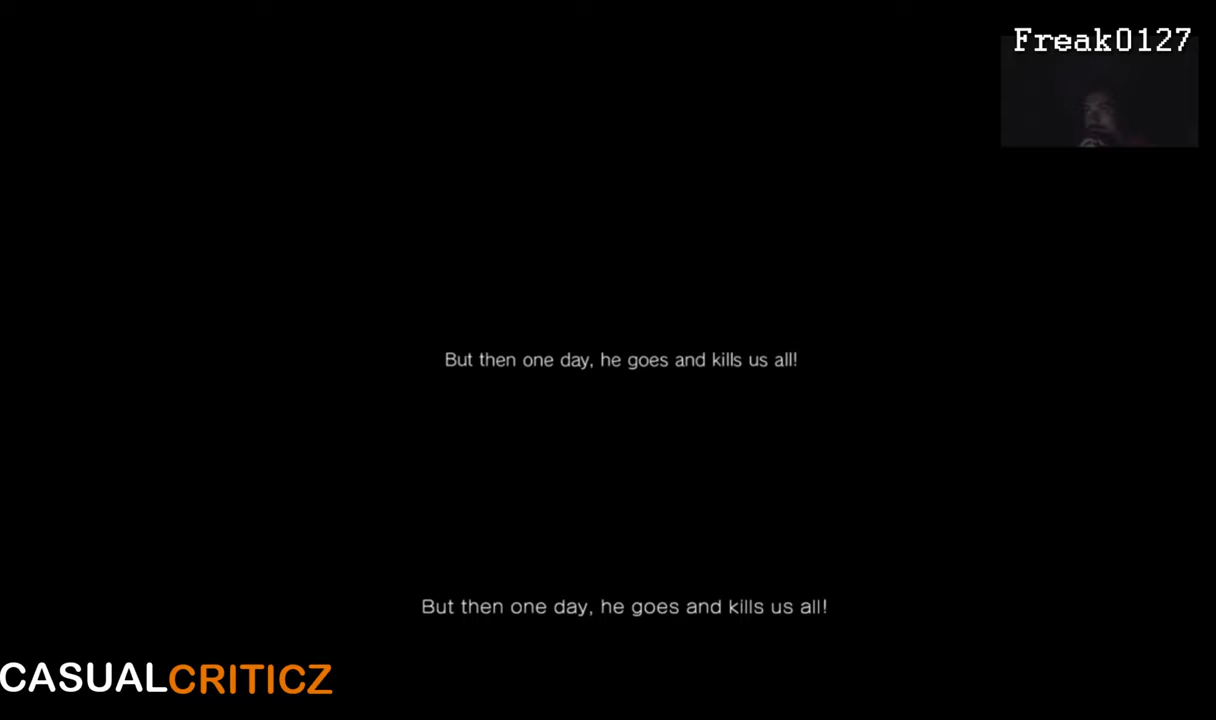 Freak0127
But then one day, he goes and kills us all!
But then one day, he goes and kills us all!
CASUALCRITICZ